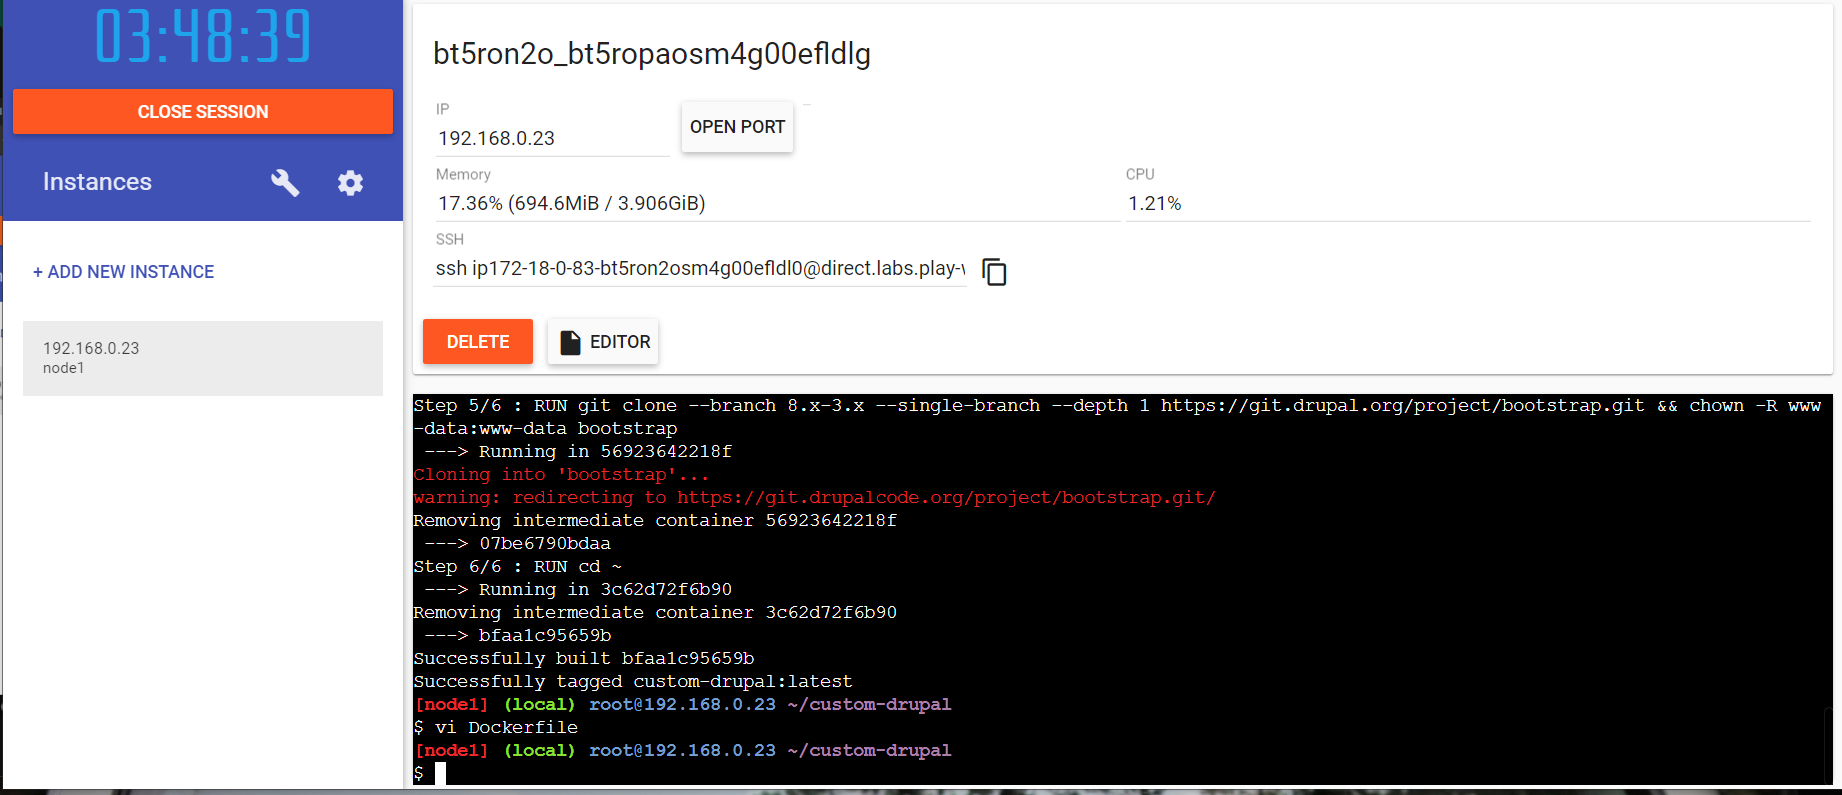 03:48:39
CLOSE SESSION
Instances
+ ADD NEW INSTANCE
192.168.0.23
node1
bt5ron2o_bt5ropaosm4g00efldlg
IP
192.168.0.23
OPEN PORT
Memory
17.36% (694.6MiB / 3.906GiB)
CPU
1.21%
SSH
ssh ip172-18-0-83-bt5ron2osm4g00efldl0@direct.labs.play-
DELETE
EDITOR
Step 5/6 : RUN git clone --branch 8.x-3.x --single-branch --depth 1 https://git.drupal.org/project/bootstrap.git && chown -R www
-data:www-data bootstrap
---> Running in 56923642218f
Cloning into 'bootstrap'...
warning: redirecting to https://git.drupalcode.org/project/bootstrap.git/
Removing intermediate container 56923642218f
---> 07be6790bdaa
Step 6/6 : RUN cd ~
---> Running in 3c62d72f6b90
Removing intermediate container 3c62d72f6b90
---> bfaa1c95659b
Successfully built bfaa1c95659b
Successfully tagged custom-drupal:latest
[node1] (local) root@192.168.0.23 ~/custom-drupal
$ vi Dockerfile
[node1] (local) root@192.168.0.23 ~/custom-drupal
$